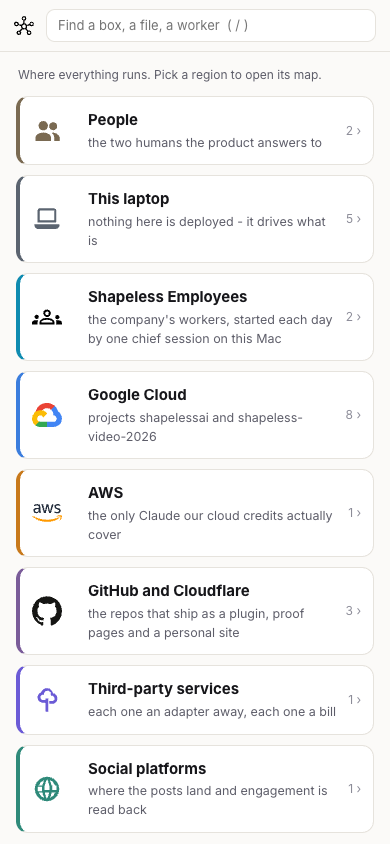 Find a box, a file, a worker ( / )
Where everything runs. Pick a region to open its map.
People
the two humans the product answers to
2 ›
This laptop
nothing here is deployed - it drives what
is
5 ›
Shapeless Employees
the company's workers, started each day
by one chief session on this Mac
2 ›
Google Cloud
projects shapelessai and shapeless-
video-2026
8 ›
aws
AWS
the only Claude our cloud credits actually
cover
1 ›
GitHub and Cloudflare
the repos that ship as a plugin, proof
pages and a personal site
3 ›
Third-party services
each one an adapter away, each one a bill
1 ›
Social platforms
where the posts land and engagement is
read back
1 ›